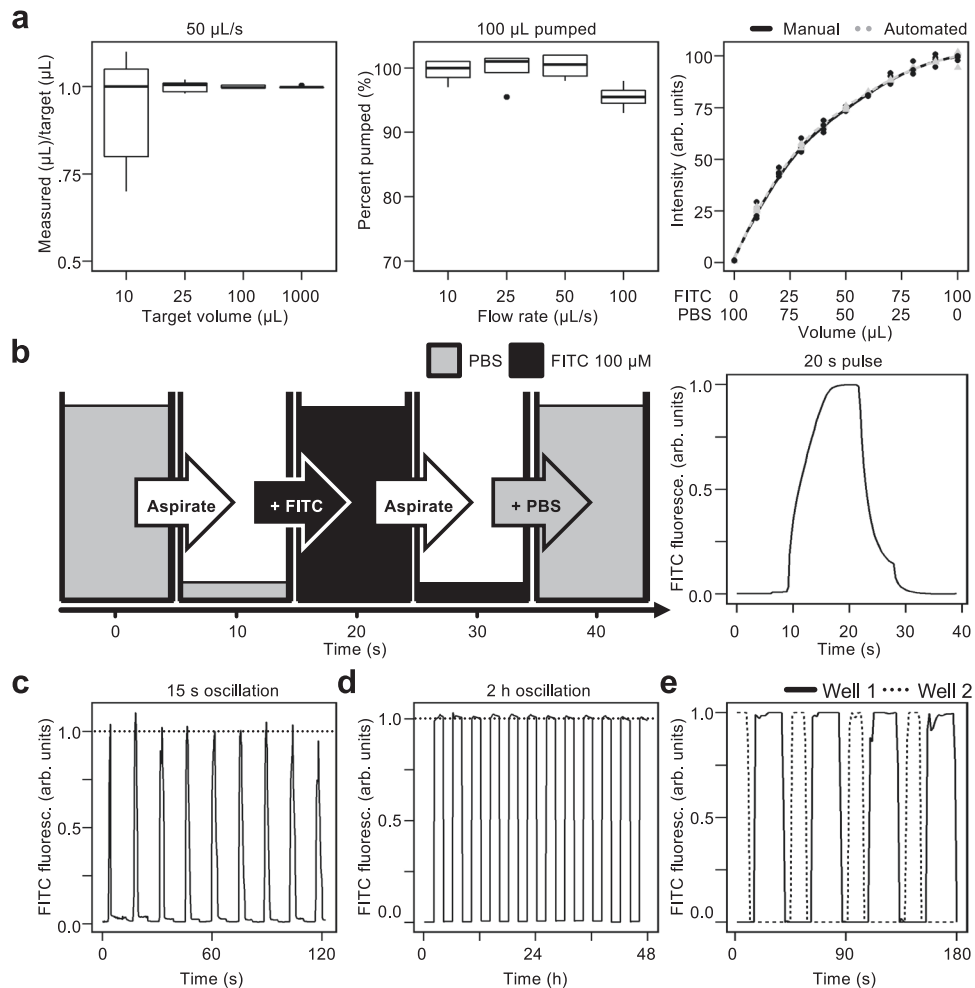 a
50 µL/s
Measured (µL)/target (µL)
1.0
.75
0.5
10 25 100 1000
Target volume (µL)
100 µL pumped
Percent pumped (%)
100
90
80
70
10 25 50 100
Flow rate (µL/s)
Manual Automated
Intensity (arb. units)
100
75
50
25
0
FITC 0 25 50 75 100
PBS 100 75 50 25 0
Volume (µL)
b
PBS FITC 100 µM
Aspirate + FITC Aspirate + PBS
0 10 20 30 40
Time (s)
20 s pulse
FITC fluoresce. (arb. units)
1.0
0.5
0.0
0 10 20 30 40
Time (s)
c
15 s oscillation
FITC fluoresc. (arb. units)
1.0
0.5
0.0
0 60 120
Time (s)
d
2 h oscillation
FITC fluoresc. (arb. units)
1.0
0.5
0.0
0 24 48
Time (h)
e
Well 1 Well 2
FITC fluoresc. (arb. units)
1.0
0.5
0.0
0 90 180
Time (s)